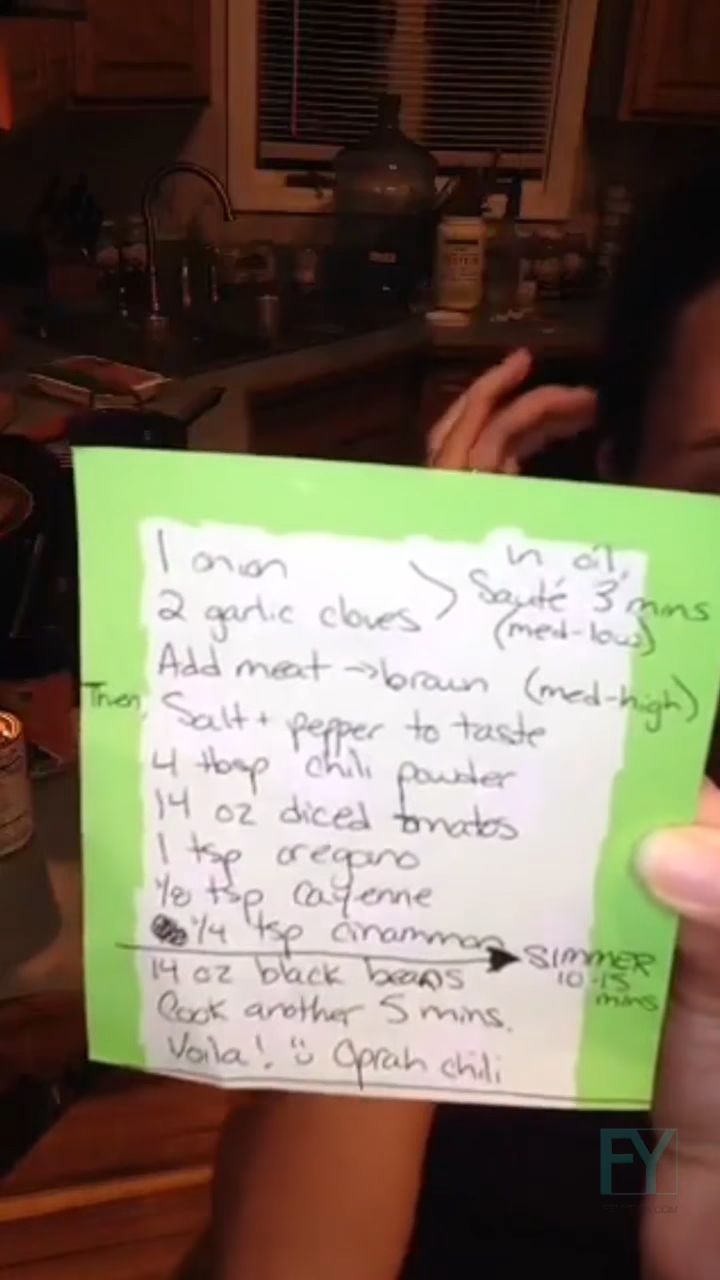 1 onion
2 garlic cloves
in oil,
Sauté 3 mins
(med-low)
Add meat → brown (med-high)
Then, Salt + pepper to taste
4 tbsp chili powder
14 oz diced tomatos
1 tsp oregano
1/8 tsp Cayenne
1/4 tsp cinammon
SIMMER
10-15
mins
14 oz black beans
Cook another 5 mins.
Voila! Oprah chili
FY